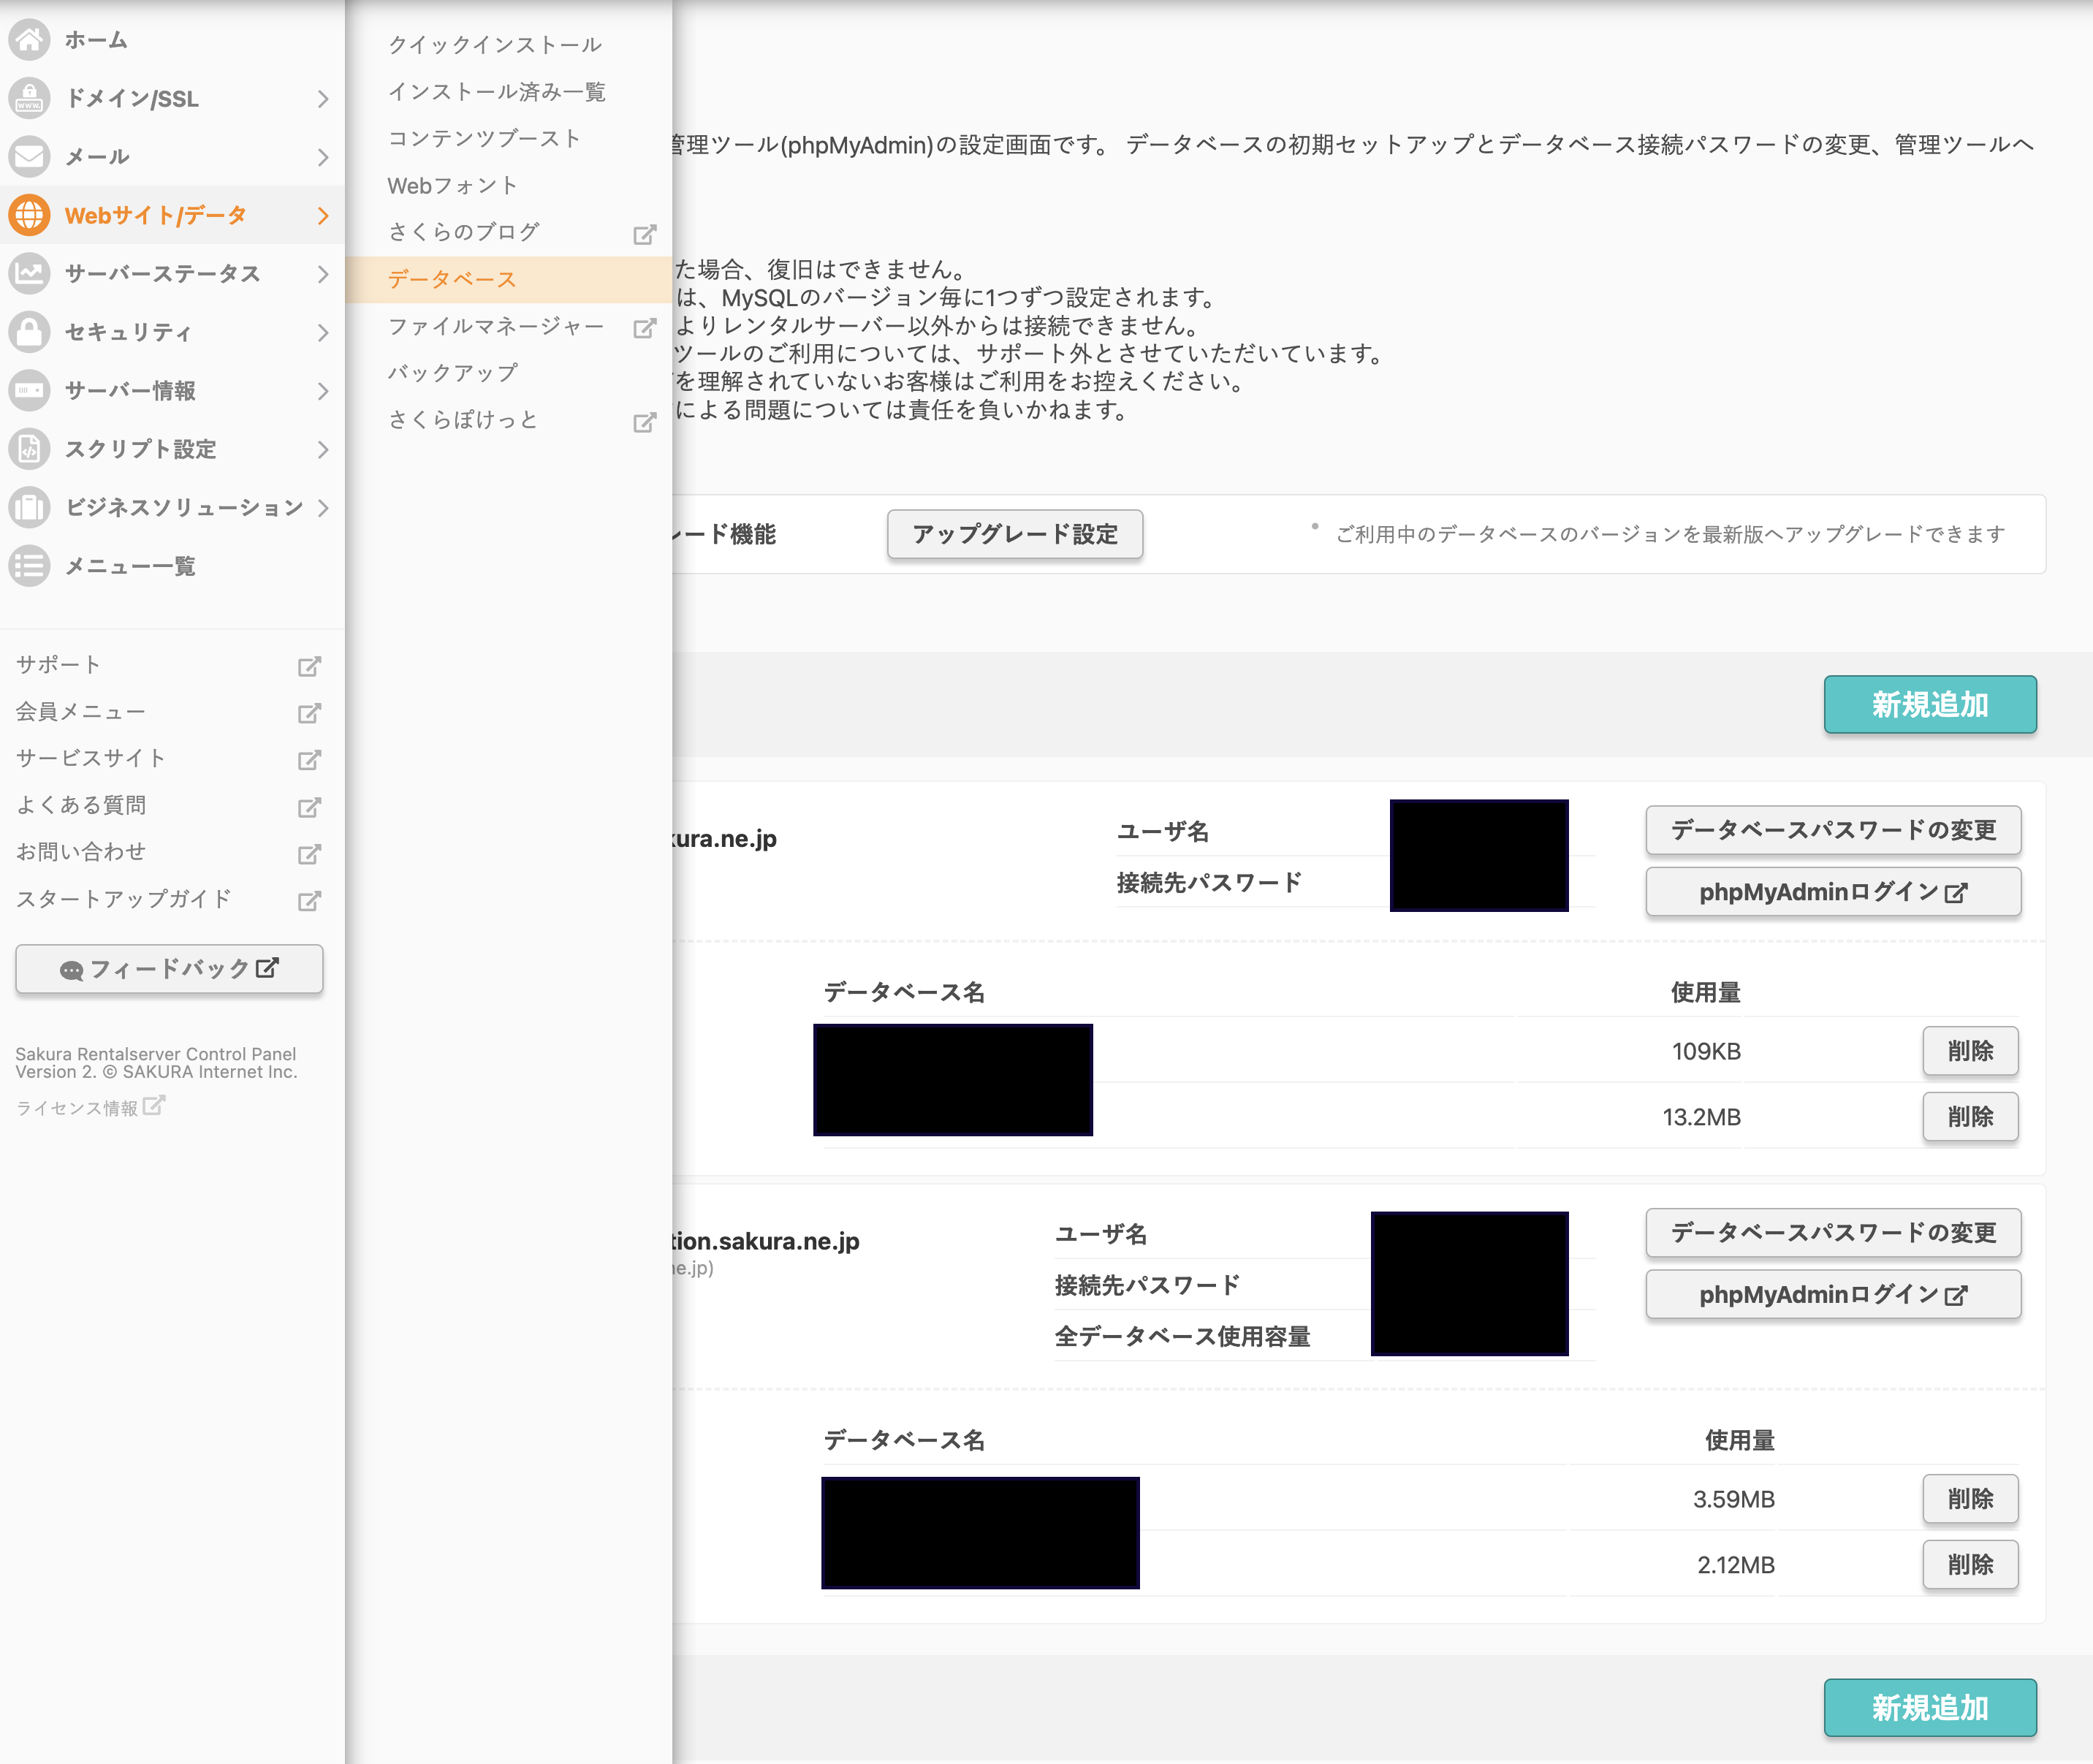 ホーム
ドメイン/SSL
メール
Webサイト/データ
サーバーステータス
セキュリティ
サーバー情報
スクリプト設定
ビジネスソリューション
メニュー一覧
サポート
会員メニュー
サービスサイト
よくある質問
お問い合わせ
スタートアップガイド
フィードバック
Sakura Rentalserver Control Panel
Version 2. © SAKURA Internet Inc.
ライセンス情報
クイックインストール
インストール済み一覧
コンテンツブースト
Webフォント
さくらのブログ
データベース
ファイルマネージャー
バックアップ
さくらぽけっと
管理ツール(phpMyAdmin)の設定画面です。 データベースの初期セットアップとデータベース接続パスワードの変更、管理ツールへ
た場合、復旧はできません。
は、MySQLのバージョン毎に1つずつ設定されます。
よりレンタルサーバー以外からは接続できません。
ツールのご利用については、サポート外とさせていただいています。
を理解されていないお客様はご利用をお控えください。
による問題については責任を負いかねます。
レード機能
アップグレード設定
ご利用中のデータベースのバージョンを最新版へアップグレードできます
新規追加
kura.ne.jp
ユーザ名
接続先パスワード
データベースパスワードの変更
phpMyAdminログイン
データベース名 使用量
109KB 削除
13.2MB 削除
tion.sakura.ne.jp
ne.jp)
ユーザ名
接続先パスワード
全データベース使用容量
データベースパスワードの変更
phpMyAdminログイン
データベース名 使用量
3.59MB 削除
2.12MB 削除
新規追加